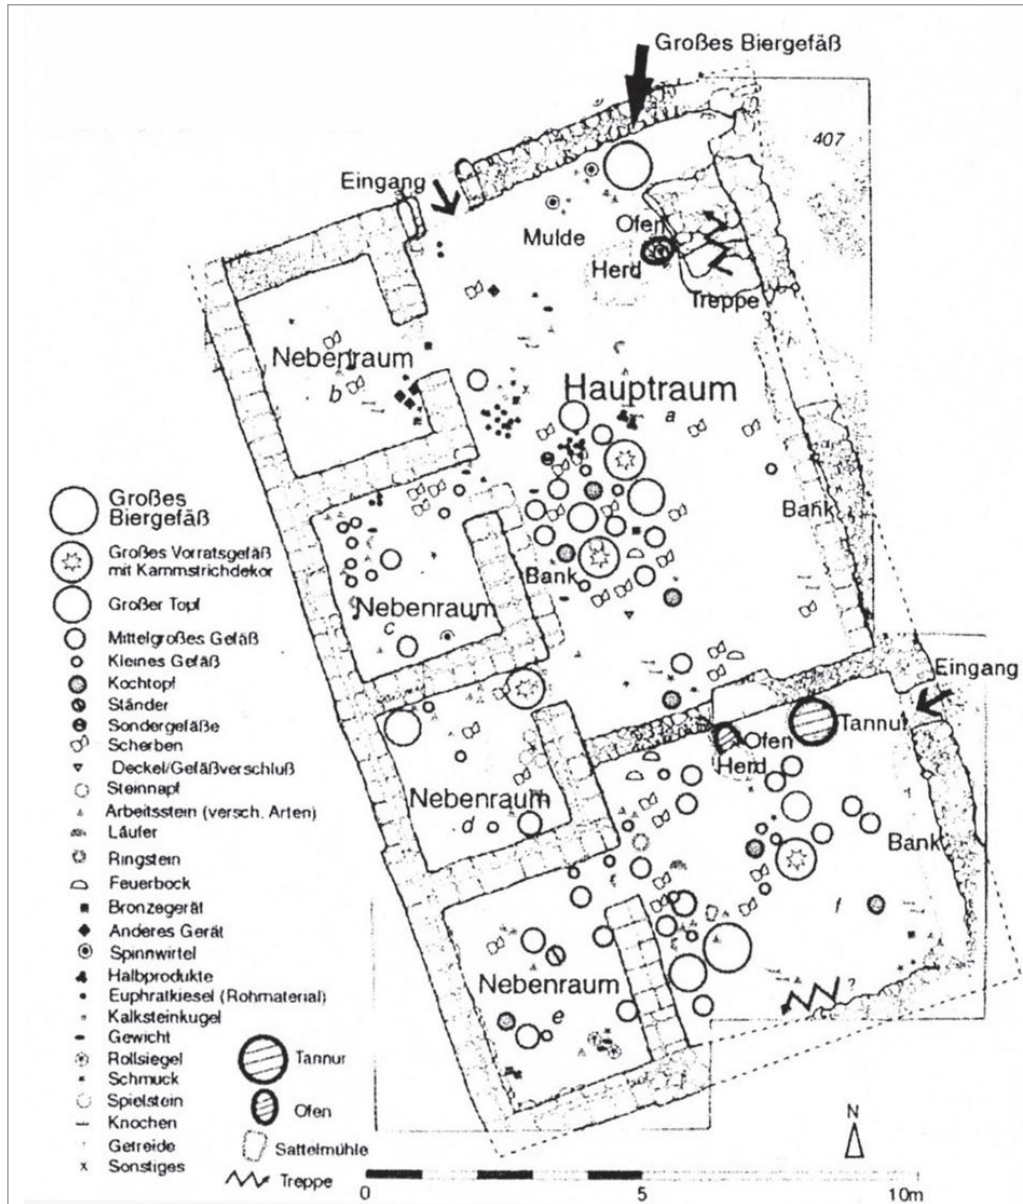 Großes Biergefäß
407
Eingang
Ofen
Mulde
Herd
Treppe
Nebenraum
b
Hauptraum
a
Bank
Großes
Biergefäß
Großes Vorratsgefäß
mit Kammstrichdekor
Großer Topf
Mittelgroßes Gefäß
Kleines Gefäß
Kochtopf
Ständer
Sondergefäße
Scherben
Deckel/Gefäßverschluß
Steinnapf
Arbeitsstein (versch. Arten)
Läufer
Ringstein
Feuerbock
Bronzegerät
Anderes Gerät
Spinnwirtel
Halbprodukte
Euphratkiesel (Rohmaterial)
Kalksteinkugel
Gewicht
Rollsiegel
Schmuck
Spielstein
Knochen
Getreide
Sonstiges
Tannur
Ofen
Sattelmühle
Treppe
Bank
Nebenraum
c
Eingang
Tannur
Ofen
Herd
Nebenraum
d
Bank
f
Nebenraum
e
?
N
0
5
10m